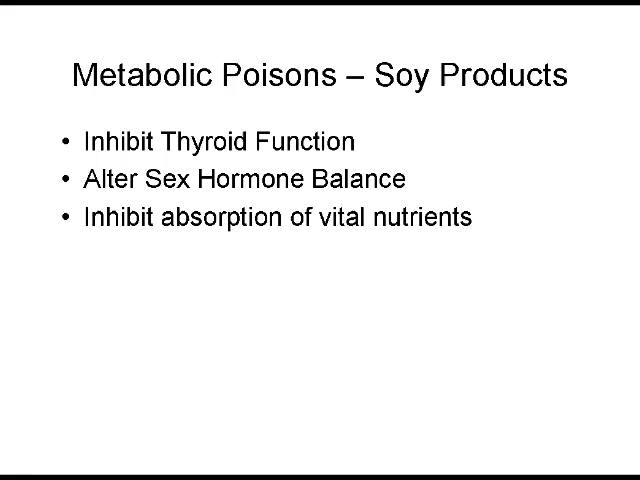 Metabolic Poisons – Soy Products
• Inhibit Thyroid Function
• Alter Sex Hormone Balance
• Inhibit absorption of vital nutrients